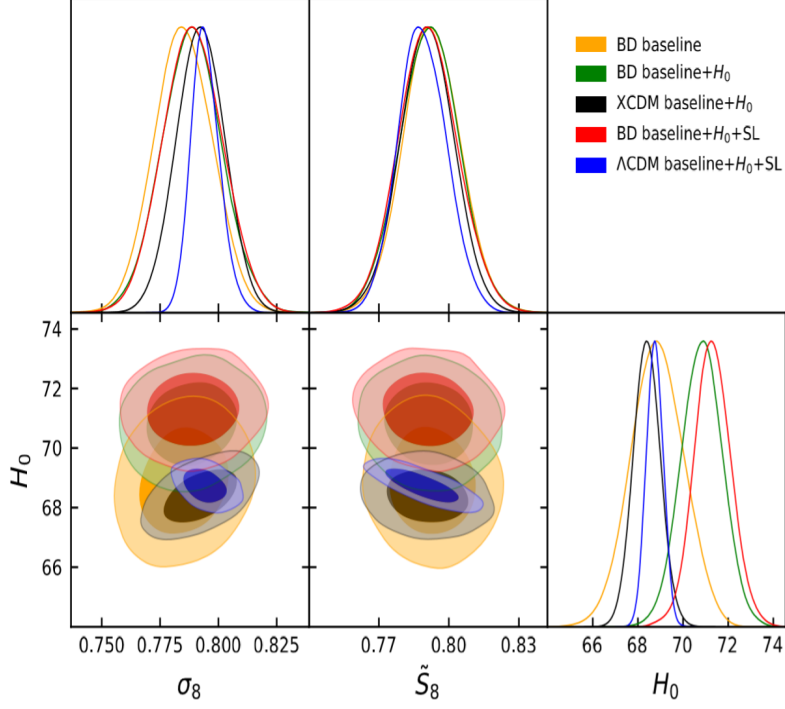 BD baseline
BD baseline+H₀
XCDM baseline+H₀
BD baseline+H₀+SL
ΛCDM baseline+H₀+SL
74
72
70
68
66
H₀
0.750 0.775 0.800 0.825
0.77 0.80 0.83
66 68 70 72 74
σ₈
S̃₈
H₀